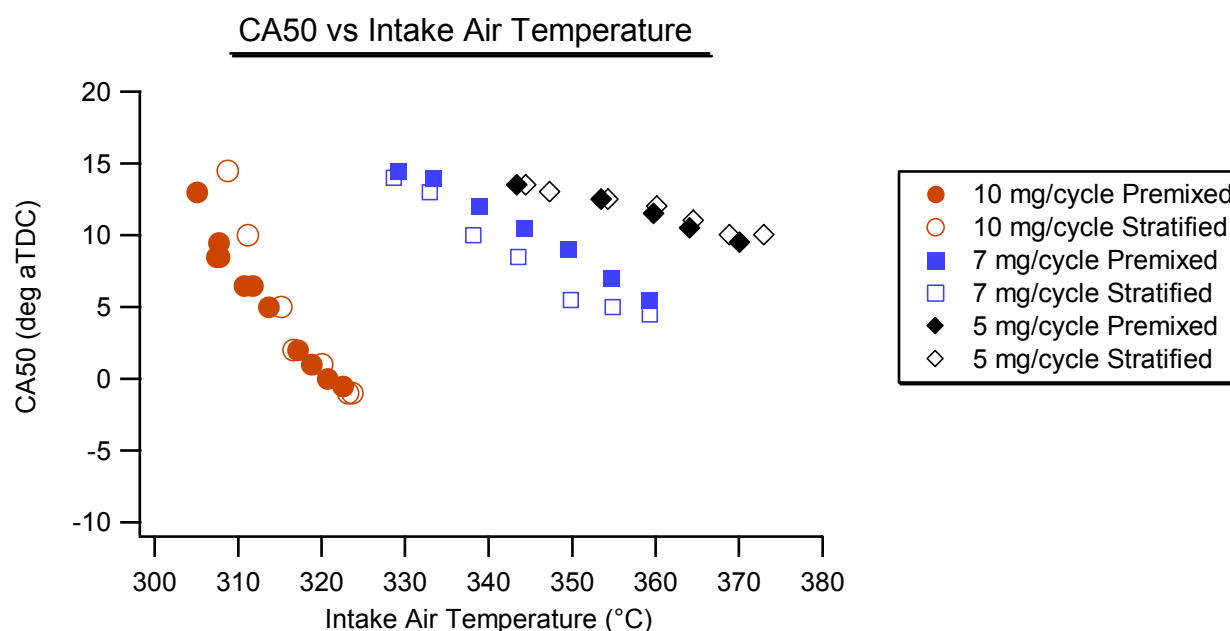 CA50 vs Intake Air Temperature
20
15
10
5
0
-5
-10
CA50 (deg aTDC)
300 310 320 330 340 350 360 370 380
Intake Air Temperature (°C)
10 mg/cycle Premixed
10 mg/cycle Stratified
7 mg/cycle Premixed
7 mg/cycle Stratified
5 mg/cycle Premixed
5 mg/cycle Stratified